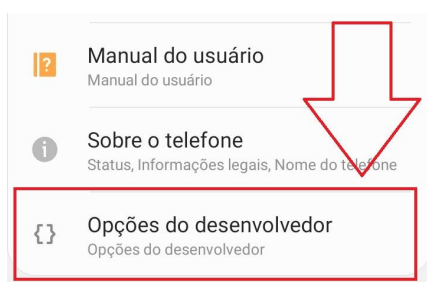 Manual do usuário
Manual do usuário
Sobre o telefone
Status, Informações legais, Nome do telefone
Opções do desenvolvedor
Opções do desenvolvedor